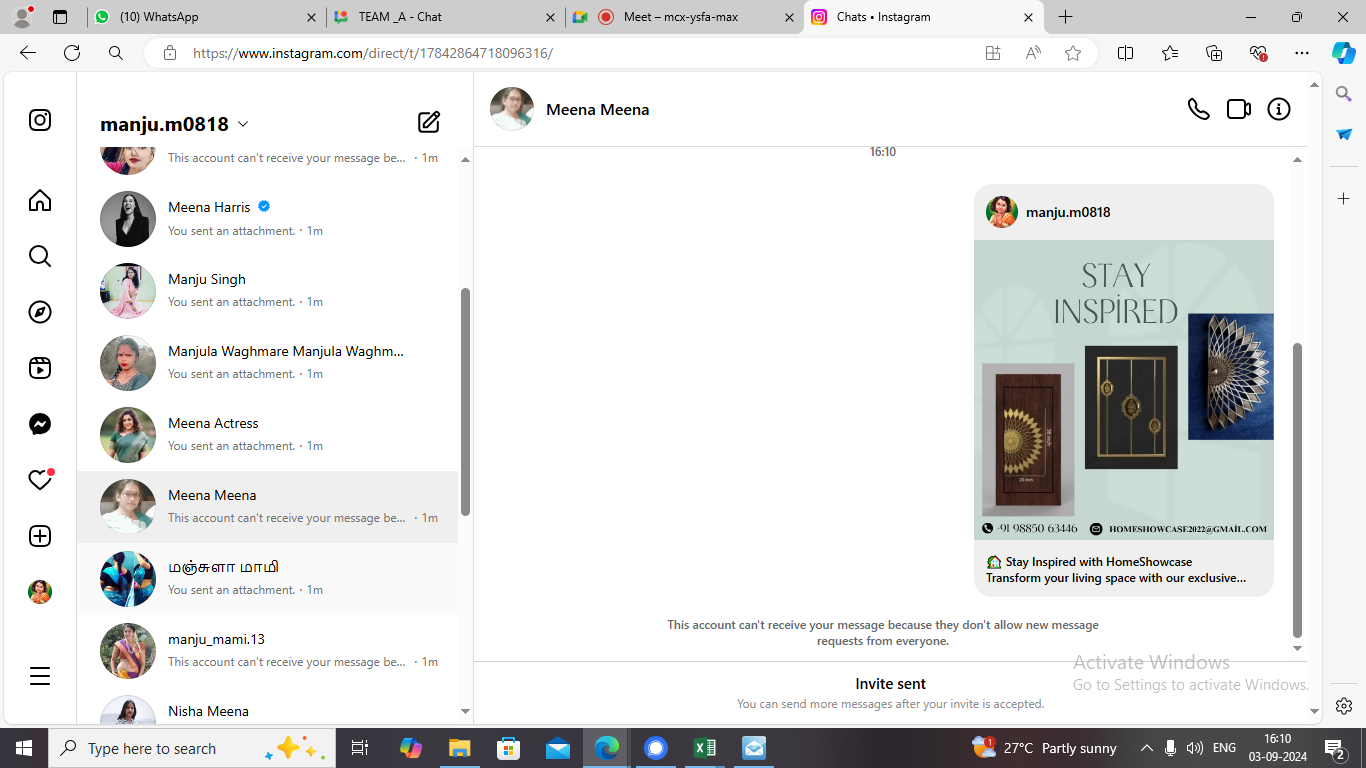 (10) WhatsApp
TEAM _A - Chat
Meet – mcx-ysfa-max
Chats • Instagram
https://www.instagram.com/direct/t/17842864718096316/
manju.m0818
This account can't receive your message be... · 1m
Meena Harris
You sent an attachment. · 1m
Manju Singh
You sent an attachment. · 1m
Manjula Waghmare Manjula Waghm...
You sent an attachment. · 1m
Meena Actress
You sent an attachment. · 1m
Meena Meena
This account can't receive your message be... · 1m
மஞ்சுளா மாமி
You sent an attachment. · 1m
manju_mami.13
This account can't receive your message be... · 1m
Nisha Meena
Meena Meena
16:10
manju.m0818
STAY
INSPIRED
38 inch
20 inch
+91 98850 63446
HOMESHOWCASE2022@GMAIL.COM
Stay Inspired with HomeShowcase
Transform your living space with our exclusive...
This account can't receive your message because they don't allow new message
requests from everyone.
Activate Windows
Go to Settings to activate Windows.
Invite sent
You can send more messages after your invite is accepted.
Type here to search
1
27°C Partly sunny
ENG
16:10
03-09-2024
2